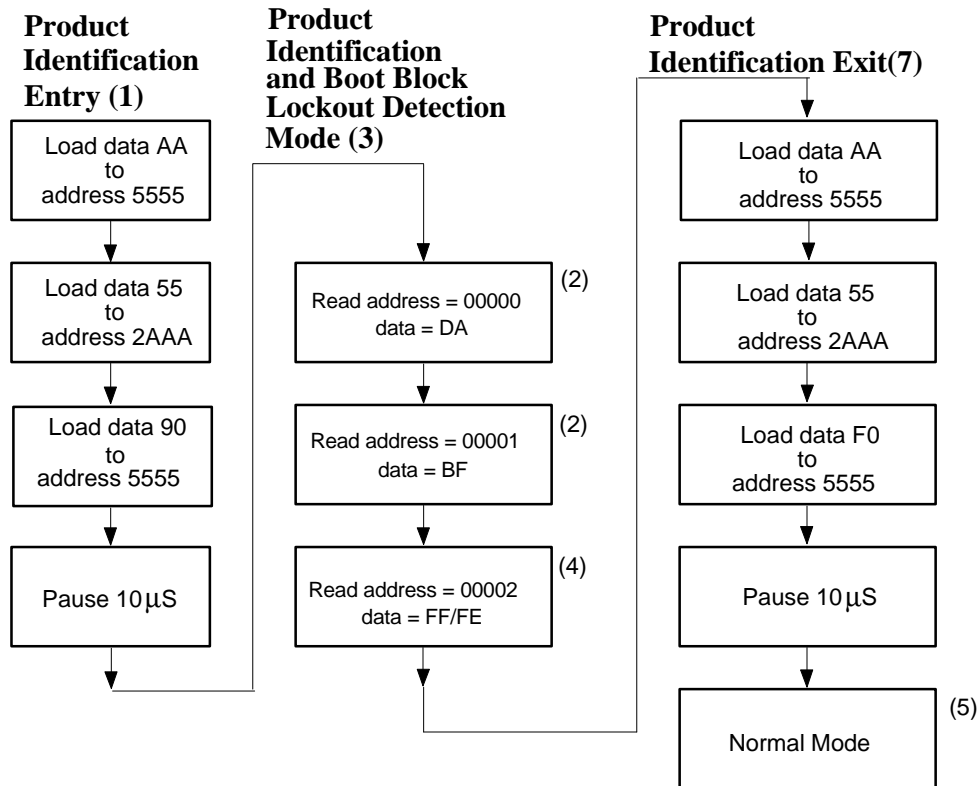 Product
Identification
Entry (1)
Load data AA
to
address 5555
Load data 55
to
address 2AAA
Load data 90
to
address 5555
Pause 10µS
Product
Identification
and Boot Block
Lockout Detection
Mode (3)
Read address = 00000
data = DA
(2)
Read address = 00001
data = BF
(2)
Read address = 00002
data = FF/FE
(4)
Product
Identification Exit(7)
Load data AA
to
address 5555
Load data 55
to
address 2AAA
Load data F0
to
address 5555
Pause 10µS
Normal Mode
(5)